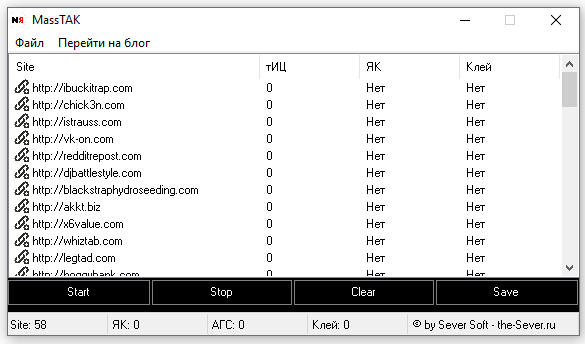 MassTAK
Файл Перейти на блог
Site тИЦ ЯК Клей
http://ibuckitrap.com 0 Нет Нет
http://chick3n.com 0 Нет Нет
http://istrauss.com 0 Нет Нет
http://vk-on.com 0 Нет Нет
http://redditrepost.com 0 Нет Нет
http://djbattlestyle.com 0 Нет Нет
http://blackstraphydroseeding.com 0 Нет Нет
http://akkt.biz 0 Нет Нет
http://x6value.com 0 Нет Нет
http://whiztab.com 0 Нет Нет
http://legtad.com 0 Нет Нет
http://boggybank.com 0 Нет Нет
Start Stop Clear Save
Site: 58 ЯК: 0 АГС: 0 Клей: 0 © by Sever Soft - the-Sever.ru